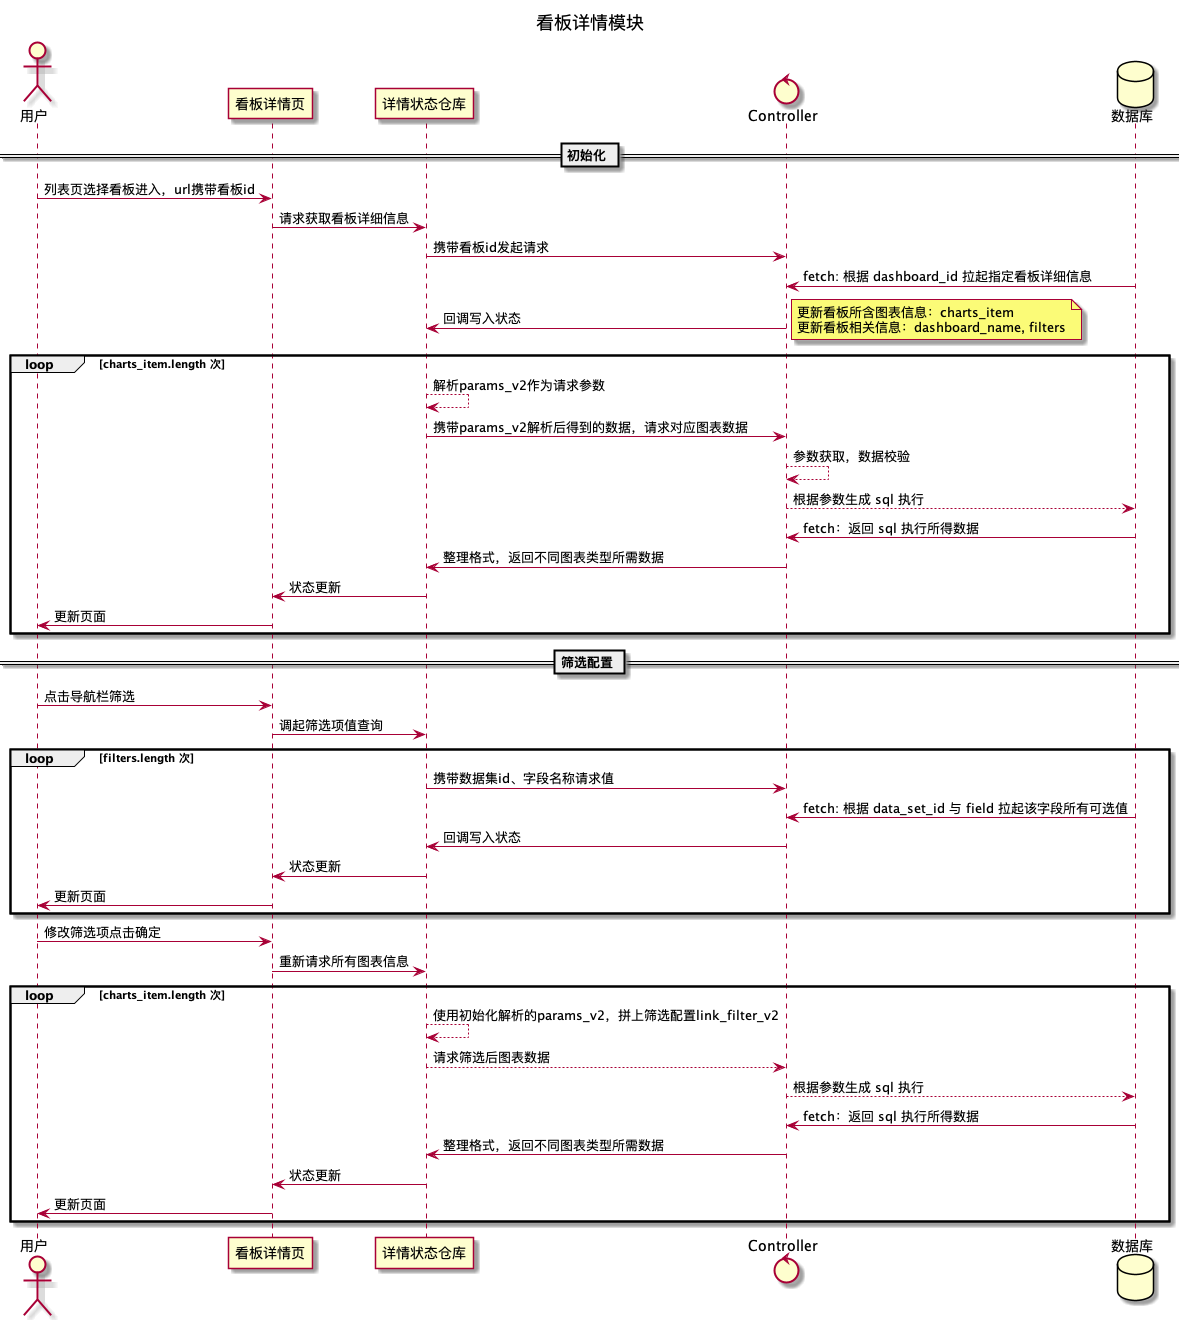 看板详情模块
用户
看板详情页
详情状态仓库
Controller
数据库
初始化
列表页选择看板进入，url携带看板id
请求获取看板详细信息
携带看板id发起请求
fetch: 根据 dashboard_id 拉起指定看板详细信息
回调写入状态
更新看板所含图表信息：charts_item
更新看板相关信息：dashboard_name, filters
loop [charts_item.length 次]
解析params_v2作为请求参数
携带params_v2解析后得到的数据，请求对应图表数据
参数获取，数据校验
根据参数生成 sql 执行
fetch：返回 sql 执行所得数据
整理格式，返回不同图表类型所需数据
状态更新
更新页面
筛选配置
点击导航栏筛选
调起筛选项值查询
loop [filters.length 次]
携带数据集id、字段名称请求值
fetch: 根据 data_set_id 与 field 拉起该字段所有可选值
回调写入状态
状态更新
更新页面
修改筛选项点击确定
重新请求所有图表信息
loop [charts_item.length 次]
使用初始化解析的params_v2，拼上筛选配置link_filter_v2
请求筛选后图表数据
根据参数生成 sql 执行
fetch：返回 sql 执行所得数据
整理格式，返回不同图表类型所需数据
状态更新
更新页面
用户
看板详情页
详情状态仓库
Controller
数据库